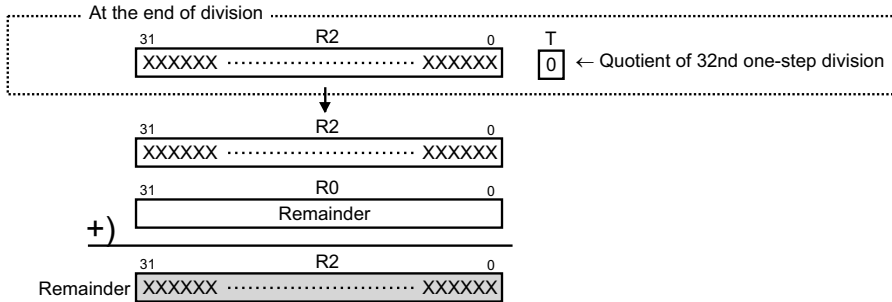 At the end of division
31 R2 0 T
XXXXXX ............................ XXXXXX 0 ← Quotient of 32nd one-step division
31 R2 0
XXXXXX ............................ XXXXXX
31 R0 0
Remainder
+)
31 R2 0
Remainder XXXXXX ............................ XXXXXX